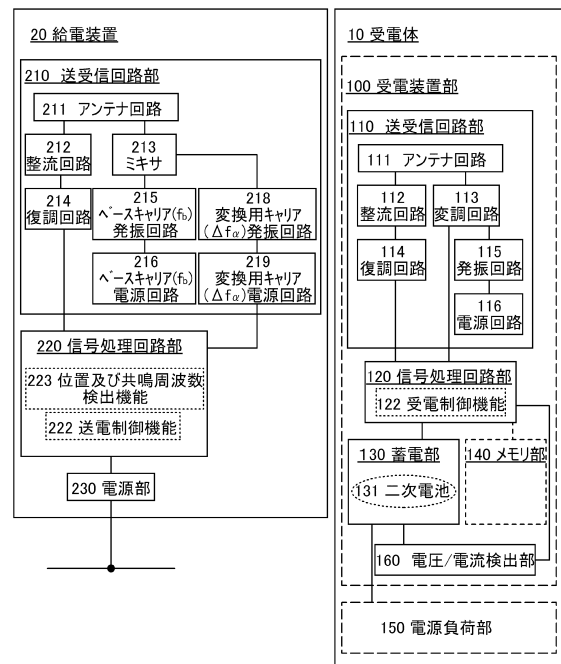 20 給電装置
210 送受信回路部
211 アンテナ回路
212
整流回路
213
ミキサ
214
復調回路
215
ベースキャリア(fb)
発振回路
218
変換用キャリア
(Δfα)発振回路
216
ベースキャリア(fb)
電源回路
219
変換用キャリア
(Δfα)電源回路
220 信号処理回路部
223 位置及び共鳴周波数
検出機能
222 送電制御機能
230 電源部
10 受電体
100 受電装置部
110 送受信回路部
111 アンテナ回路
112
整流回路
113
変調回路
114
復調回路
115
発振回路
116
電源回路
120 信号処理回路部
122 受電制御機能
130 蓄電部
131 二次電池
140 メモリ部
160 電圧/電流検出部
150 電源負荷部